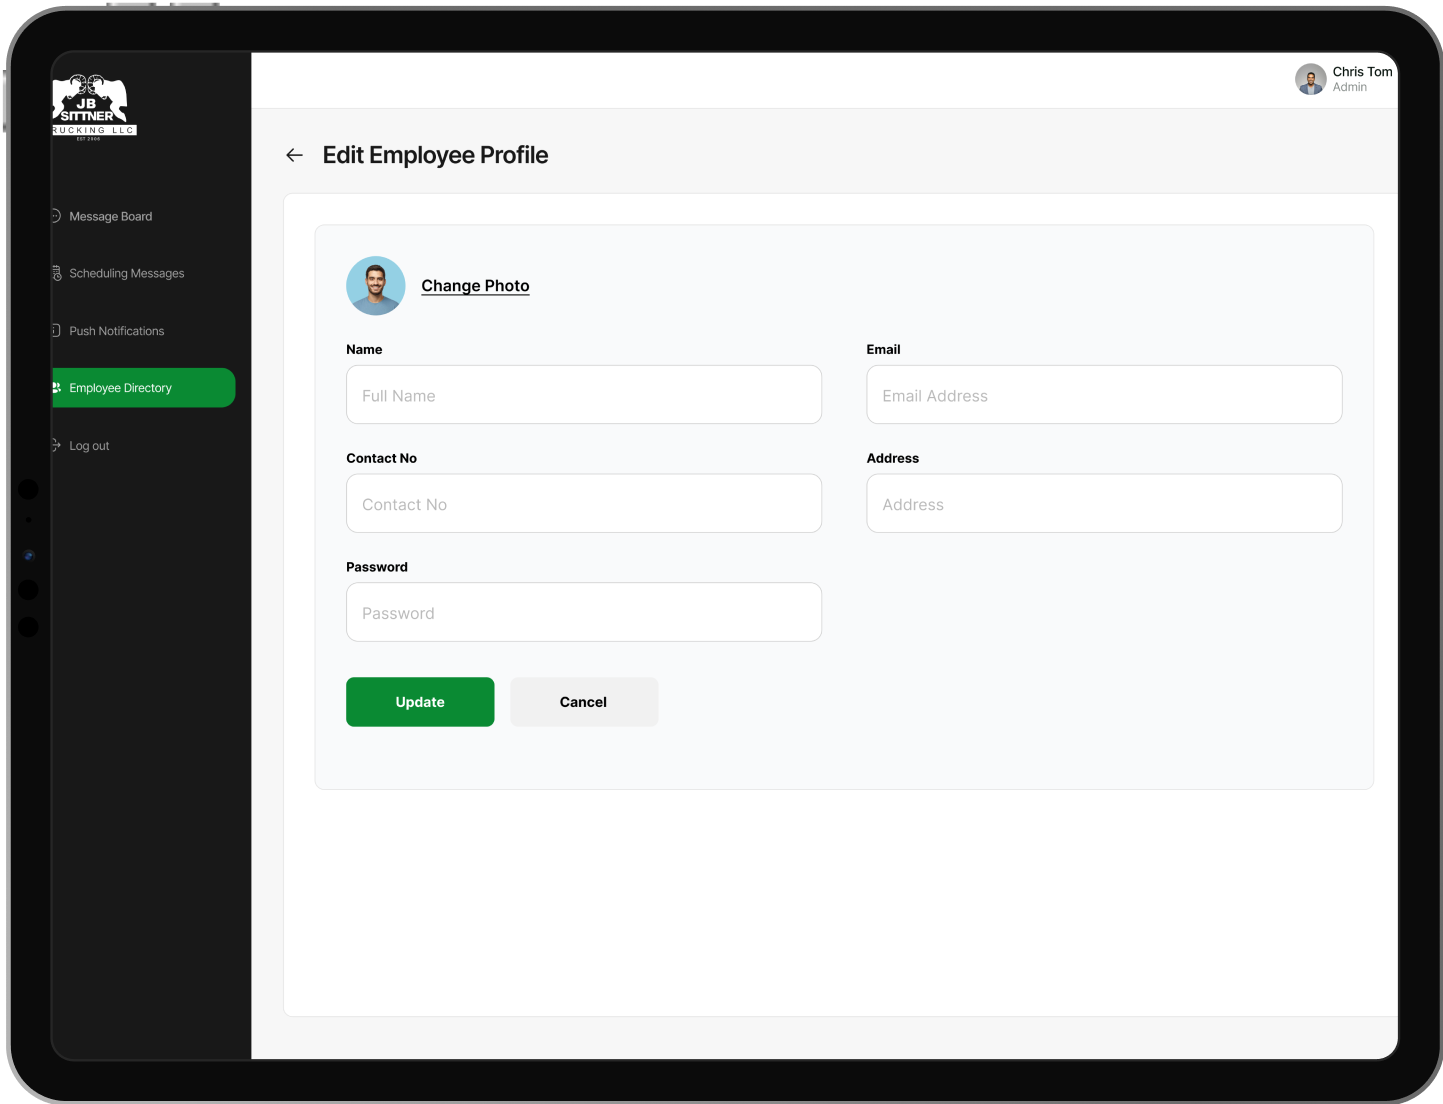 JB
SITTNER
RUCKING LLC
EST 2006
Chris Tom
Admin
Edit Employee Profile
Message Board
Scheduling Messages
Push Notifications
Employee Directory
Log out
Change Photo
Name
Full Name
Email
Email Address
Contact No
Contact No
Address
Address
Password
Password
Update
Cancel